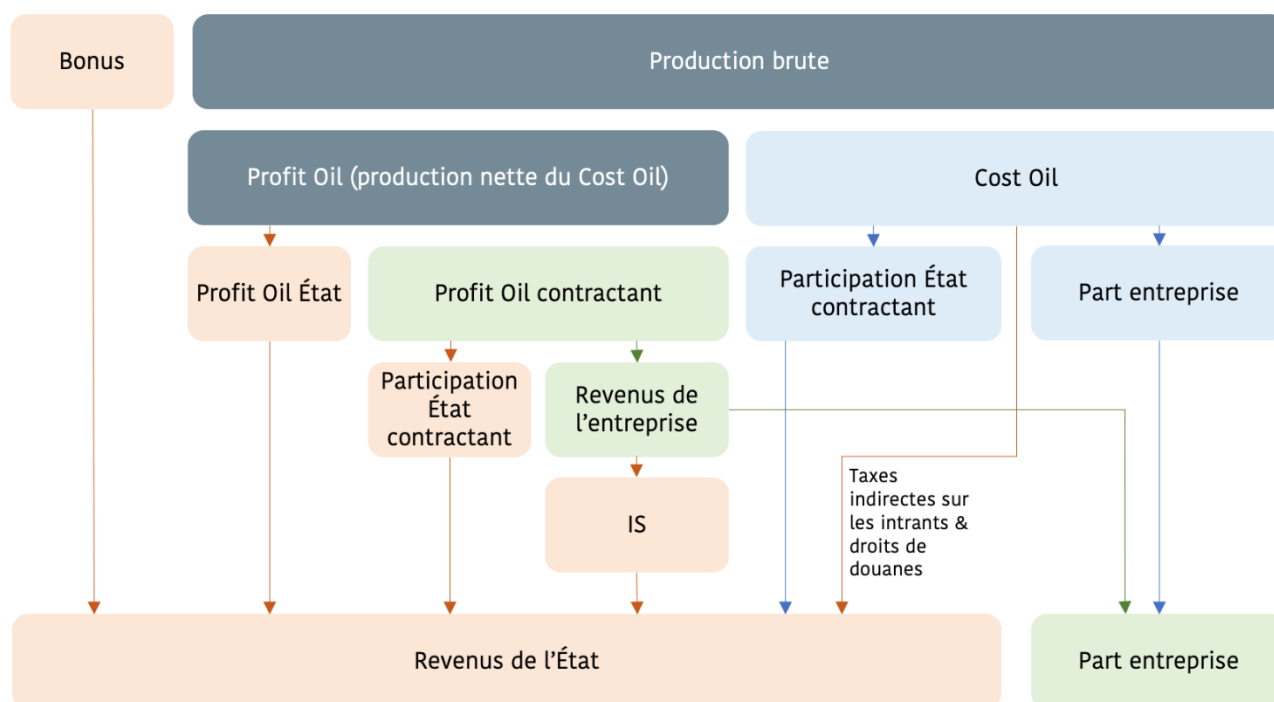 Bonus
Production brute
Profit Oil (production nette du Cost Oil)
Cost Oil
Profit Oil État
Profit Oil contractant
Participation État
contractant
Part entreprise
Participation
État
contractant
Revenus de
l’entreprise
IS
Taxes
indirectes sur
les intrants &
droits de
douanes
Revenus de l’État
Part entreprise